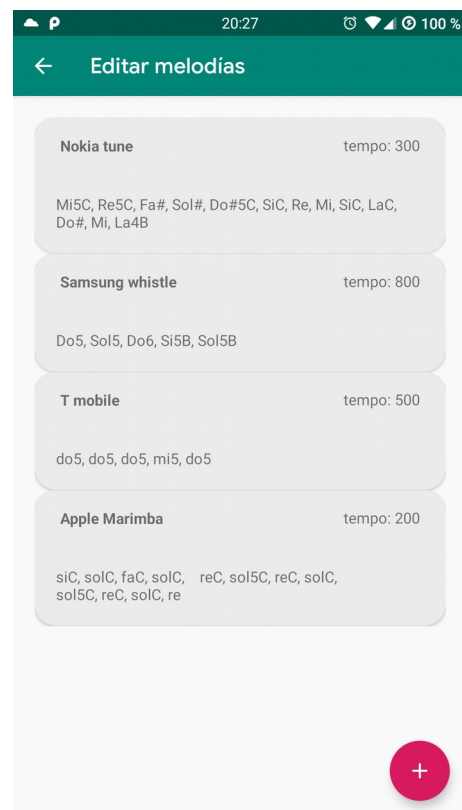 20:27 100 %
Editar melodías
Nokia tune tempo: 300
Mi5C, Re5C, Fa#, Sol#, Do#5C, SiC, Re, Mi, SiC, LaC,
Do#, Mi, La4B
Samsung whistle tempo: 800
Do5, Sol5, Do6, Si5B, Sol5B
T mobile tempo: 500
do5, do5, do5, mi5, do5
Apple Marimba tempo: 200
siC, solC, faC, solC, reC, sol5C, reC, solC,
sol5C, reC, solC, re